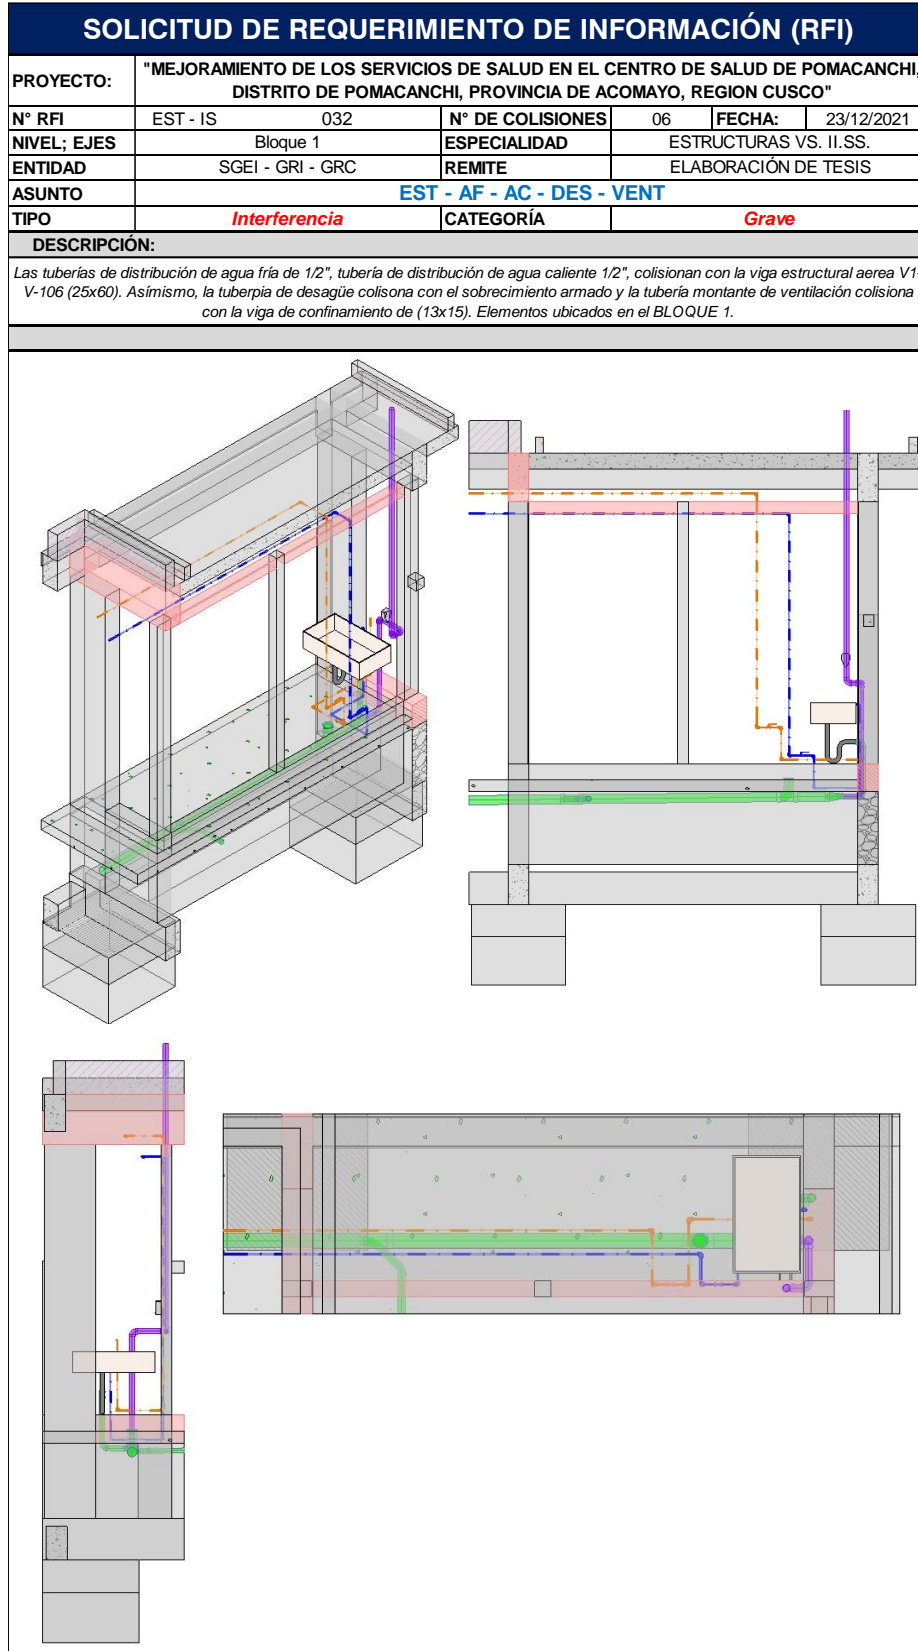 SOLICITUD DE REQUERIMIENTO DE INFORMACIÓN (RFI)
PROYECTO: "MEJORAMIENTO DE LOS SERVICIOS DE SALUD EN EL CENTRO DE SALUD DE POMACANCHI,
DISTRITO DE POMACANCHI, PROVINCIA DE ACOMAYO, REGION CUSCO"
N° RFI EST - IS 032 N° DE COLISIONES 06 FECHA: 23/12/2021
NIVEL; EJES Bloque 1 ESPECIALIDAD ESTRUCTURAS VS. II.SS.
ENTIDAD SGEI - GRI - GRC REMITE ELABORACIÓN DE TESIS
ASUNTO EST - AF - AC - DES - VENT
TIPO Interferencia CATEGORÍA Grave
DESCRIPCIÓN:
Las tuberías de distribución de agua fría de 1/2", tubería de distribución de agua caliente 1/2", colisionan con la viga estructural aerea V1-
V-106 (25x60). Asímismo, la tuberpia de desagüe colisona con el sobrecimiento armado y la tubería montante de ventilación colisiona
con la viga de confinamiento de (13x15). Elementos ubicados en el BLOQUE 1.